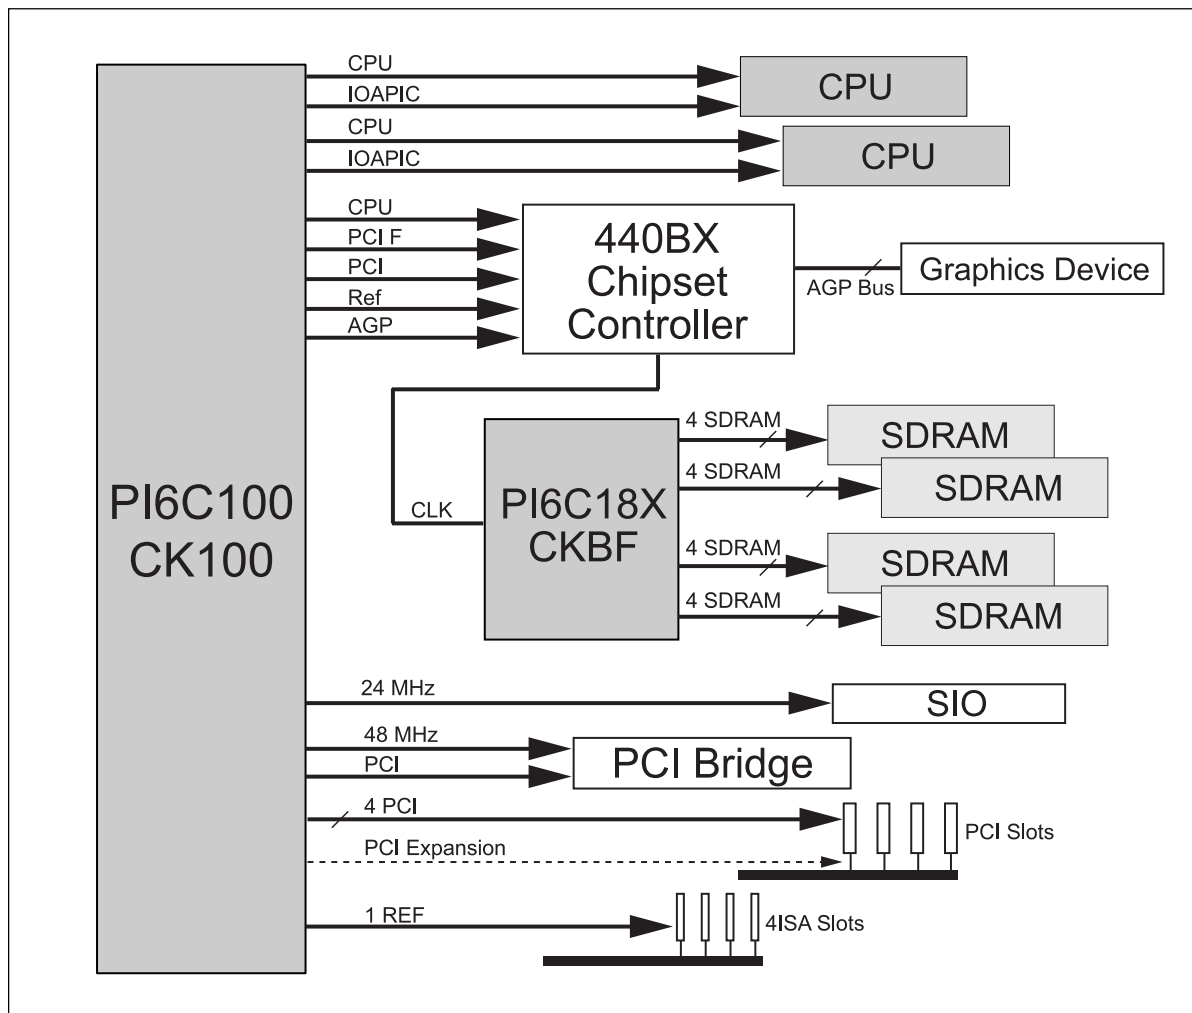 CPU
IOAPIC
CPU
CPU
IOAPIC
CPU
CPU
PCI F
PCI
Ref
AGP
440BX
Chipset
Controller
AGP Bus
Graphics Device
PI6C100
CK100
CLK
PI6C18X
CKBF
4 SDRAM
SDRAM
4 SDRAM
SDRAM
4 SDRAM
SDRAM
4 SDRAM
SDRAM
24 MHz
SIO
48 MHz
PCI
PCI Bridge
4 PCI
PCI Slots
PCI Expansion
1 REF
4ISA Slots